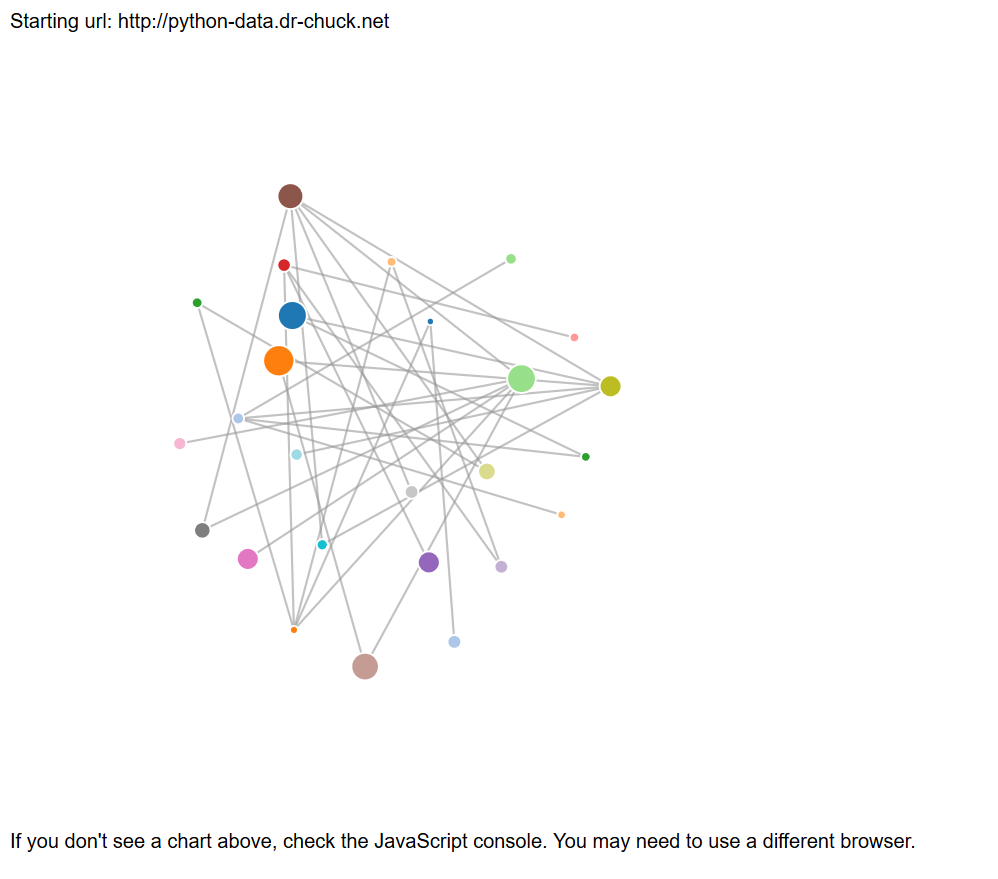 Starting url: http://python-data.dr-chuck.net
If you don't see a chart above, check the JavaScript console. You may need to use a different browser.